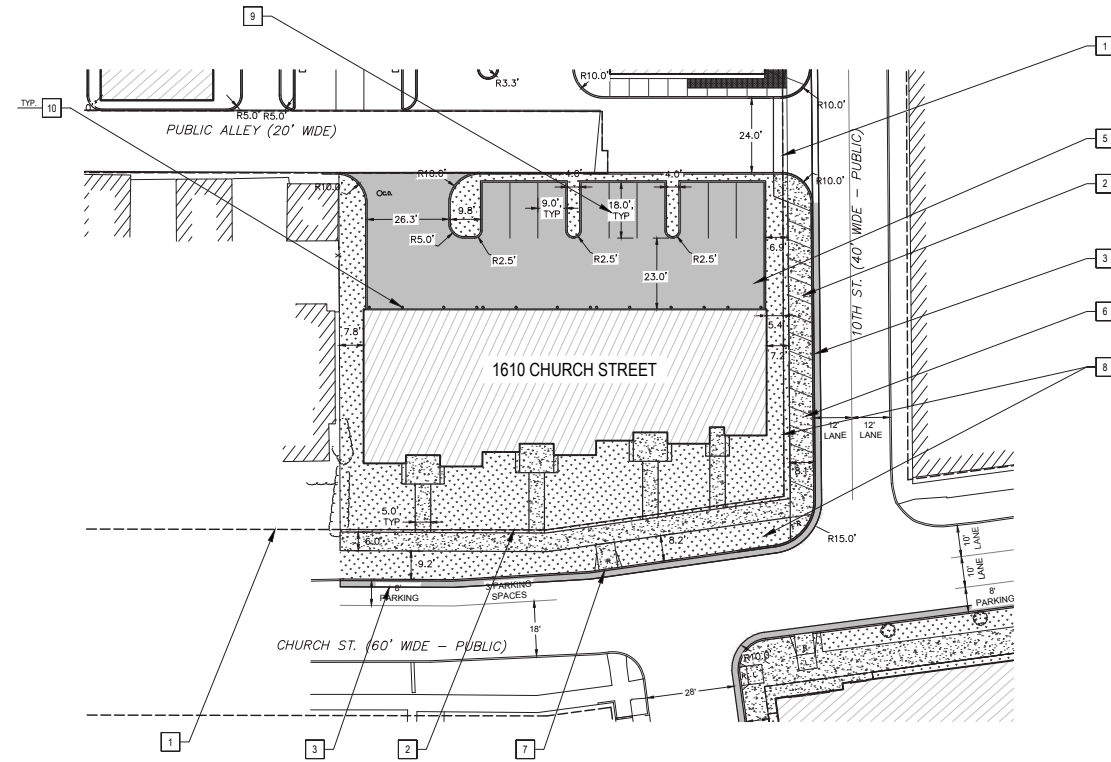 9
1
R3.3'
R10.0'
R10.0'
TYP.
10
R5.0' R5.0'
PUBLIC ALLEY (20' WIDE)
24.0'
5
2
R10.0'
R10.0'
4.0'
4.0'
R10.0'
9.0',
TYP
18.0',
TYP
26.3'
9.8'
R5.0'
R2.5'
R2.5'
R2.5'
6.9'
23.0'
10TH ST. (40' WIDE – PUBLIC)
3
6
5.4'
7.8'
7.2'
1610 CHURCH STREET
8
12'
LANE
12'
LANE
5.0'
TYP
6.0'
9.2'
8.2'
R15.0'
10'
LANE
10'
LANE
8'
PARKING
8'
PARKING
3 PARKING
SPACES
18'
CHURCH ST. (60' WIDE – PUBLIC)
R10.0'
28'
1
3
2
7